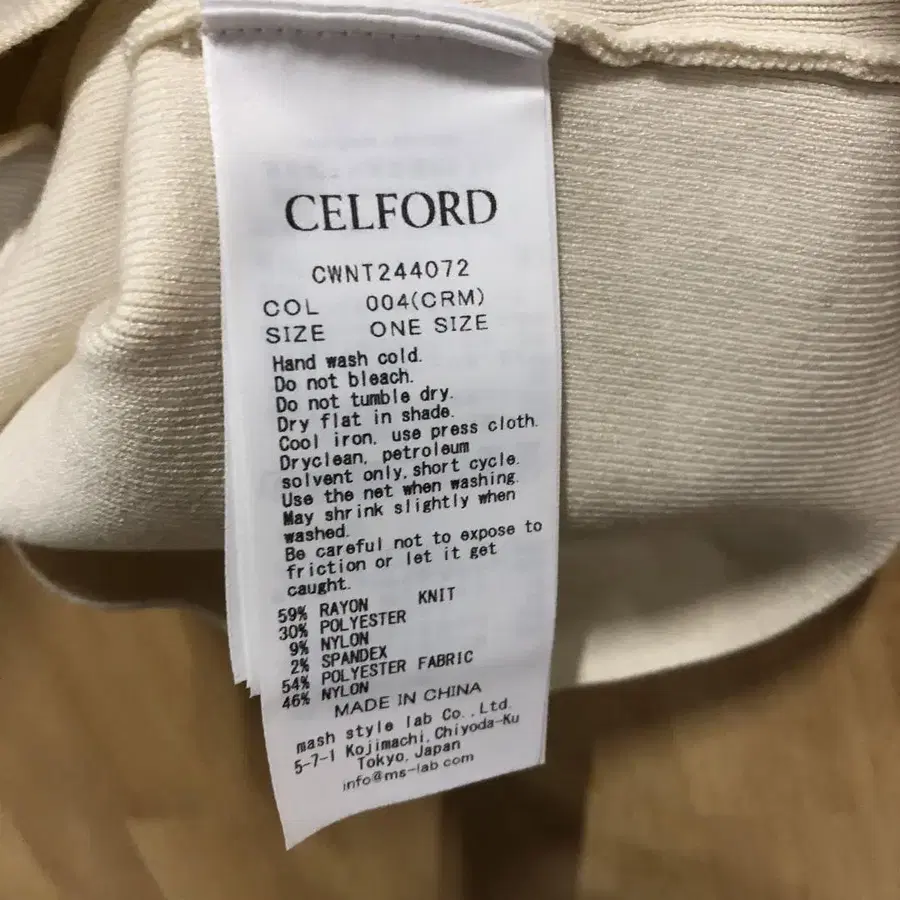 CELFORD
CWNT244072
COL 004(CRM)
SIZE ONE SIZE
Hand wash cold.
Do not bleach.
Do not tumble dry.
Dry flat in shade.
Cool iron, use press cloth.
Dryclean, petroleum
solvent only, short cycle.
Use the net when washing.
May shrink slightly when
washed.
Be careful not to expose to
friction or let it get
caught.
59% RAYON KNIT
30% POLYESTER
9% NYLON
2% SPANDEX
54% POLYESTER FABRIC
46% NYLON
MADE IN CHINA
mash style lab Co.,Ltd.
5-7-1 Kojimachi, Chiyoda-Ku
Tokyo, Japan
info@ms-lab.com